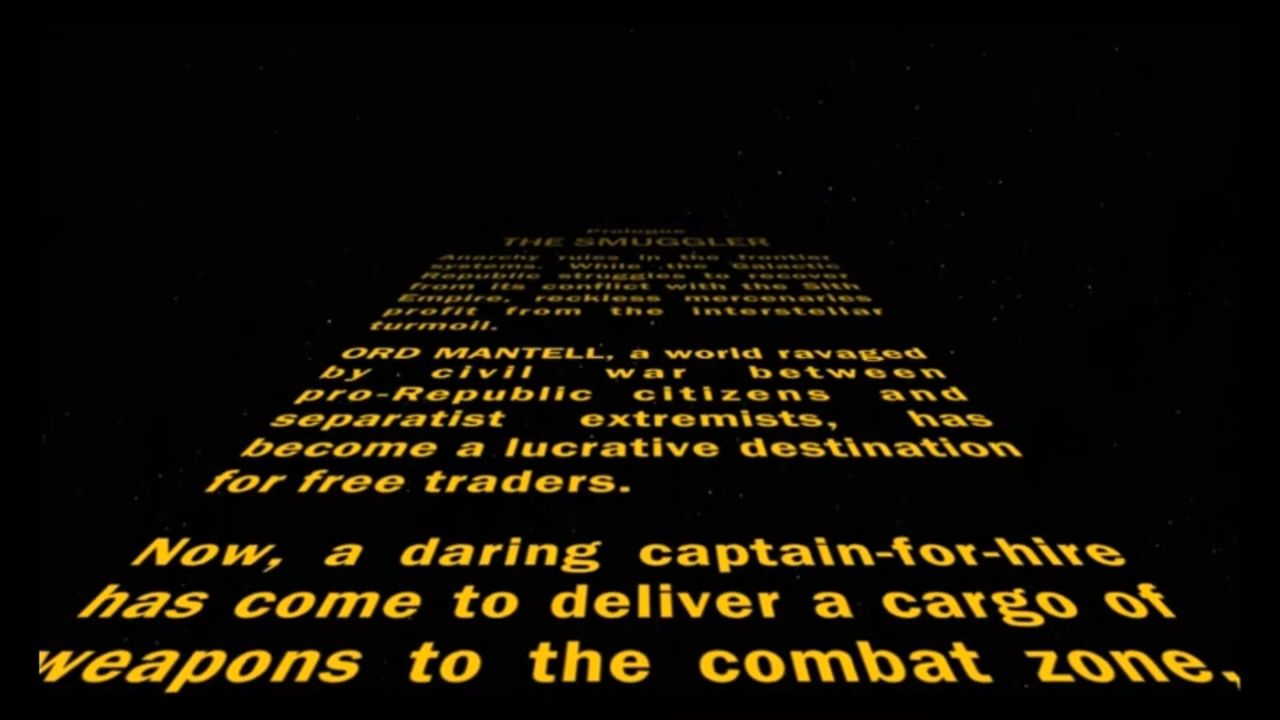 Prologue
THE SMUGGLER
Anarchy rules in the frontier
systems. While the Galactic
Republic struggles to recover
from its conflict with the Sith
Empire, reckless mercenaries
profit from the interstellar
turmoil.
ORD MANTELL, a world ravaged
by civil war between
pro-Republic citizens and
separatist extremists, has
become a lucrative destination
for free traders.
Now, a daring captain-for-hire
has come to deliver a cargo of
weapons to the combat zone.